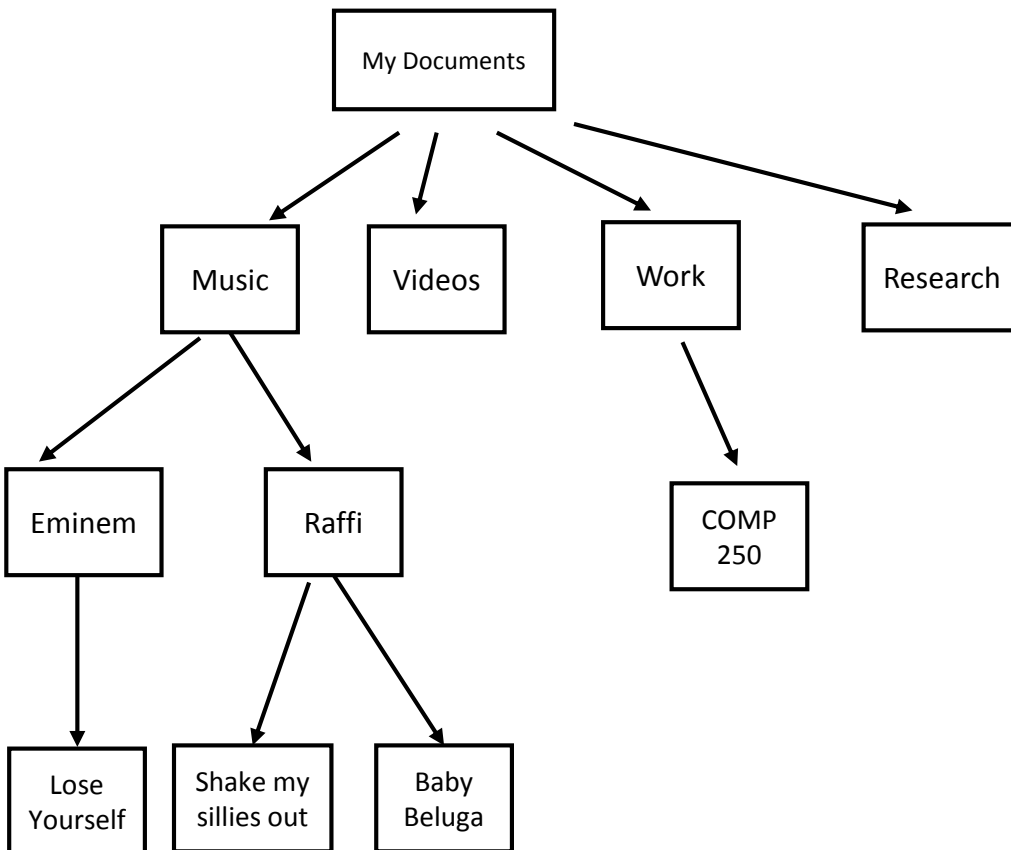 My Documents
Music
Videos
Work
Research
Eminem
Raffi
COMP
250
Lose
Yourself
Shake my
sillies out
Baby
Beluga